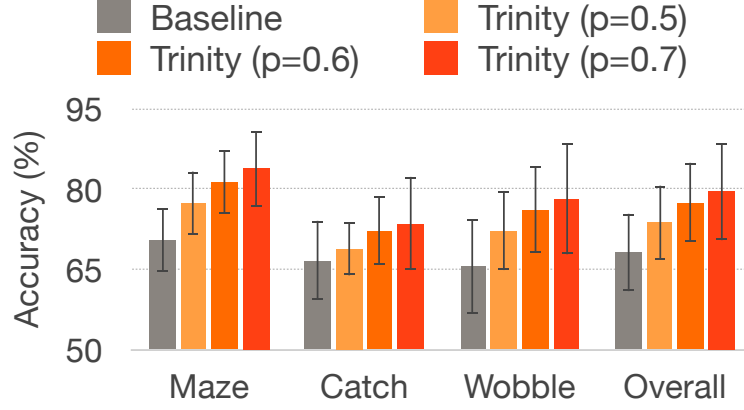 Baseline
Trinity (p=0.5)
Trinity (p=0.6)
Trinity (p=0.7)
Accuracy (%)
95
80
65
50
Maze
Catch
Wobble
Overall